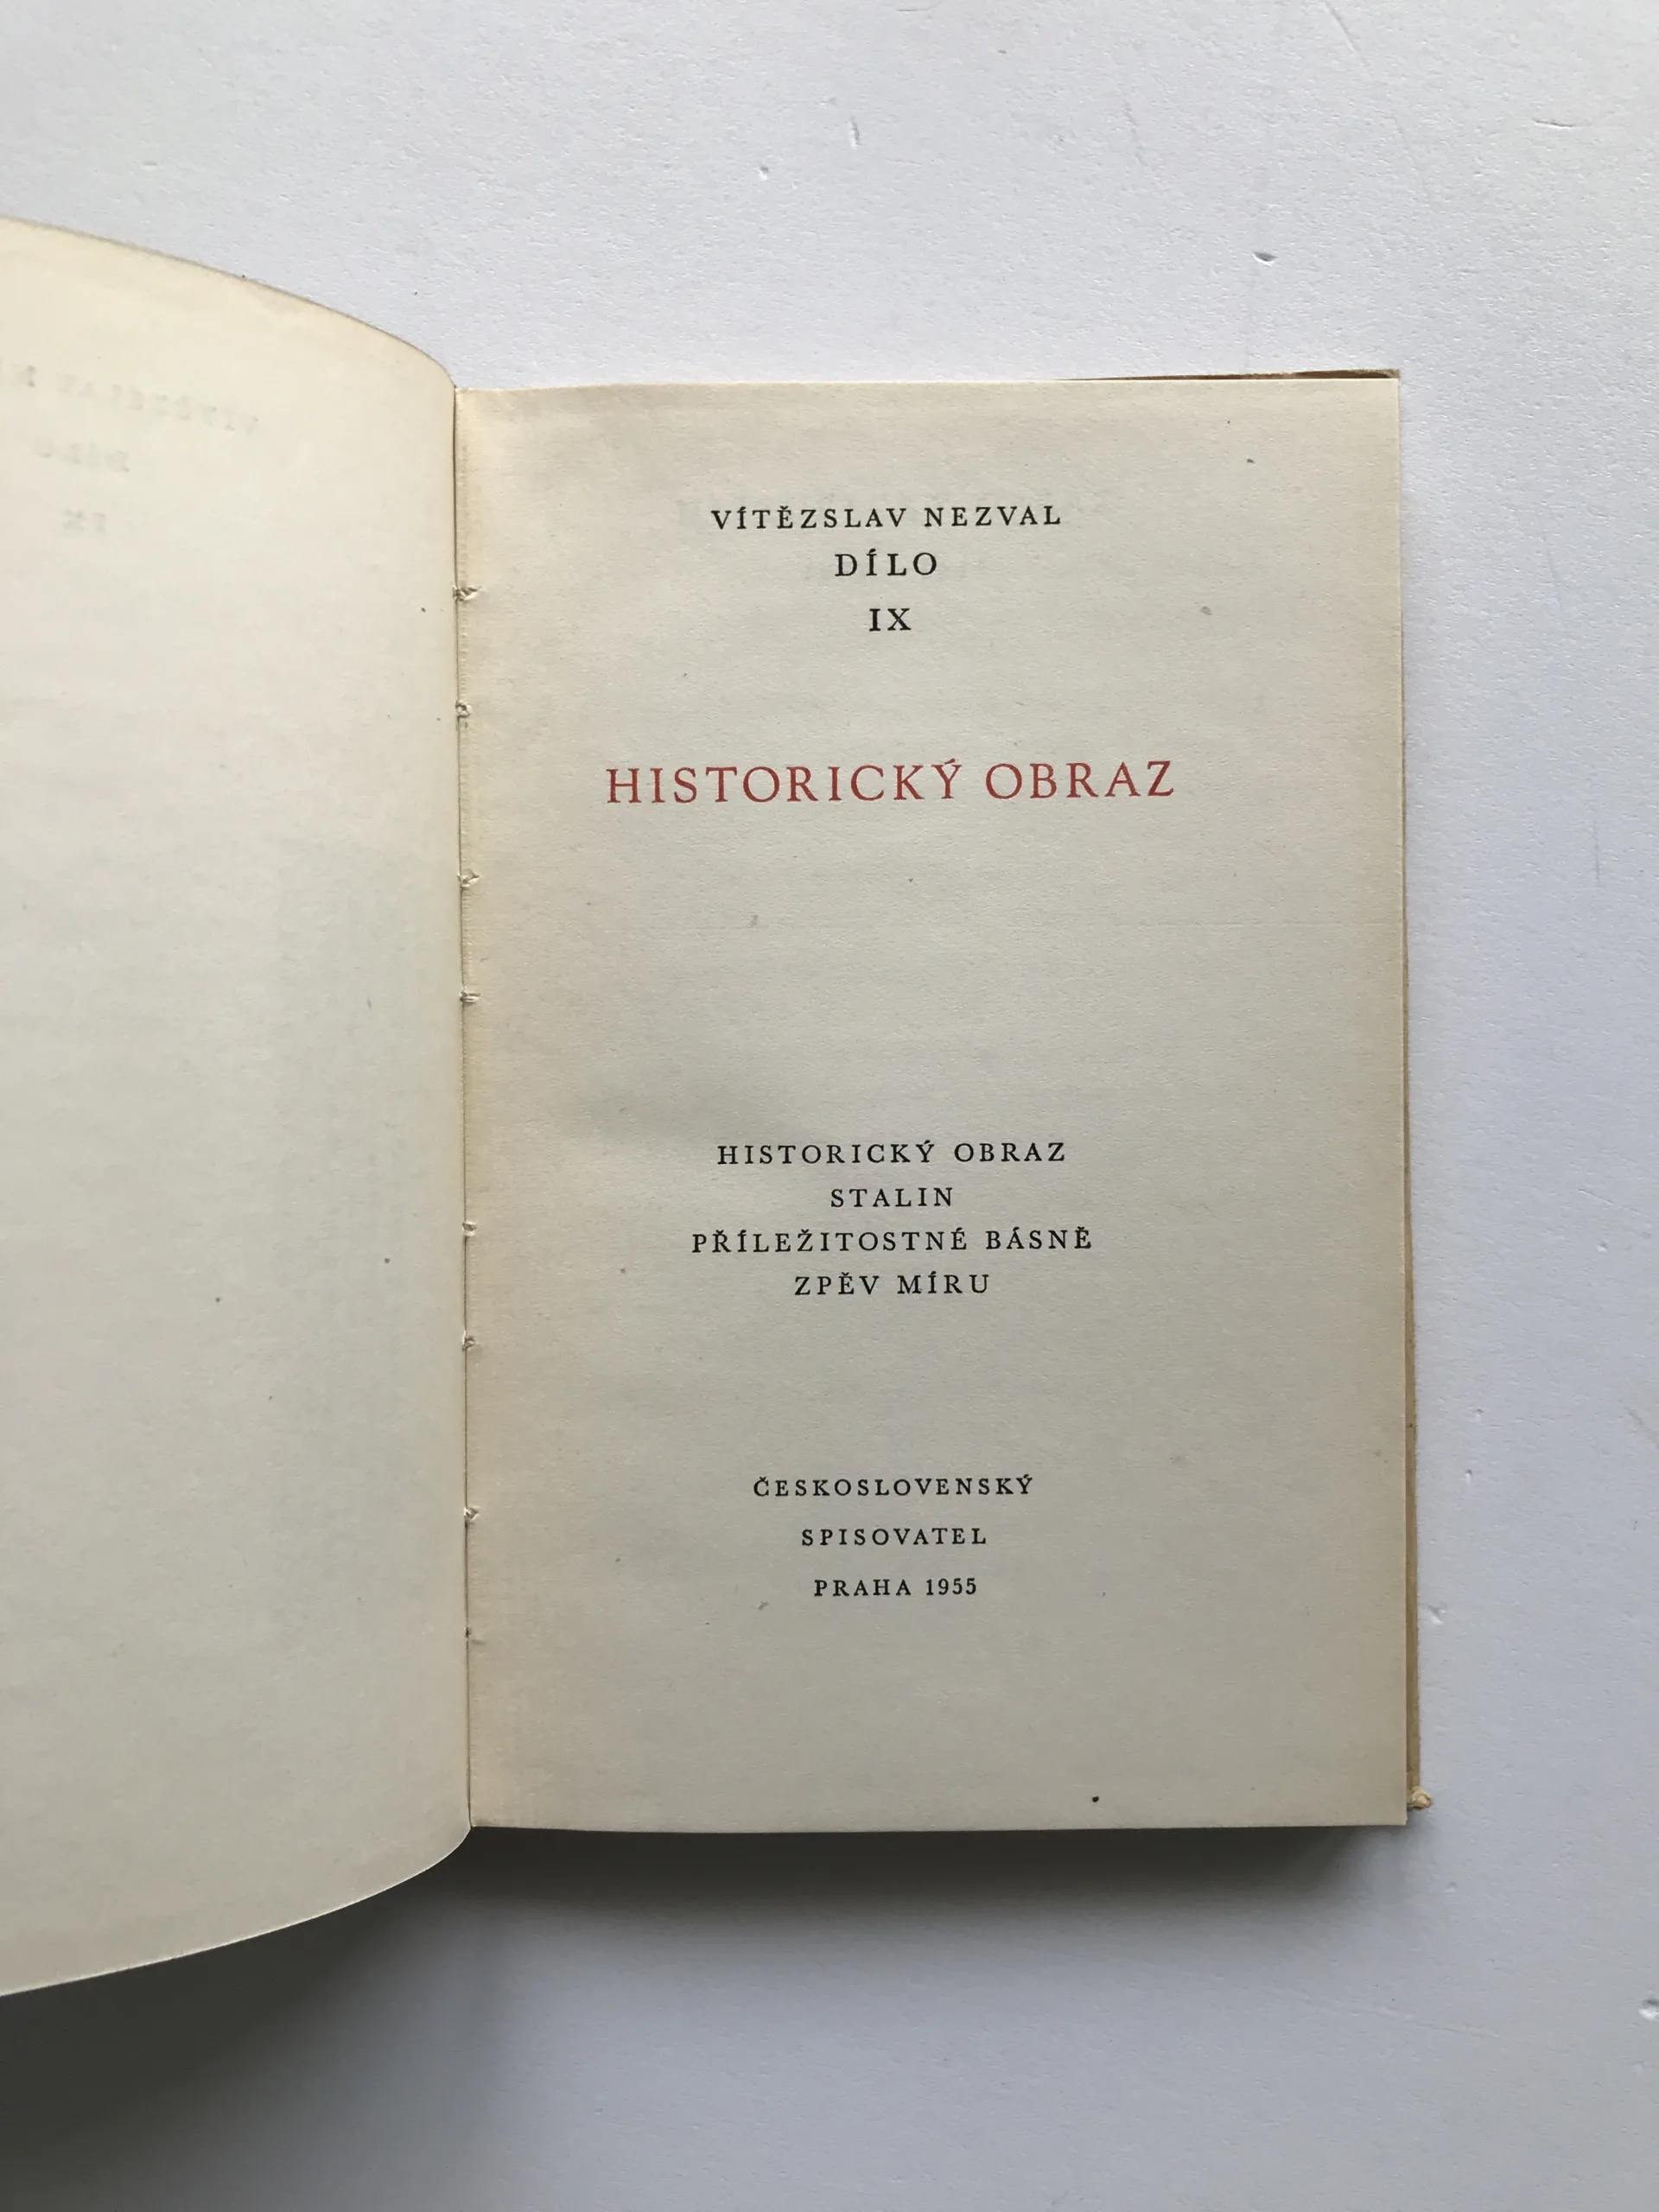 VÍTĚZSLAV NEZVAL
DÍLO
IX
HISTORICKÝ OBRAZ
HISTORICKÝ OBRAZ
STALIN
PŘÍLEŽITOSTNÉ BÁSNĚ
ZPĚV MÍRU
ČESKOSLOVENSKÝ
SPISOVATEL
PRAHA 1955